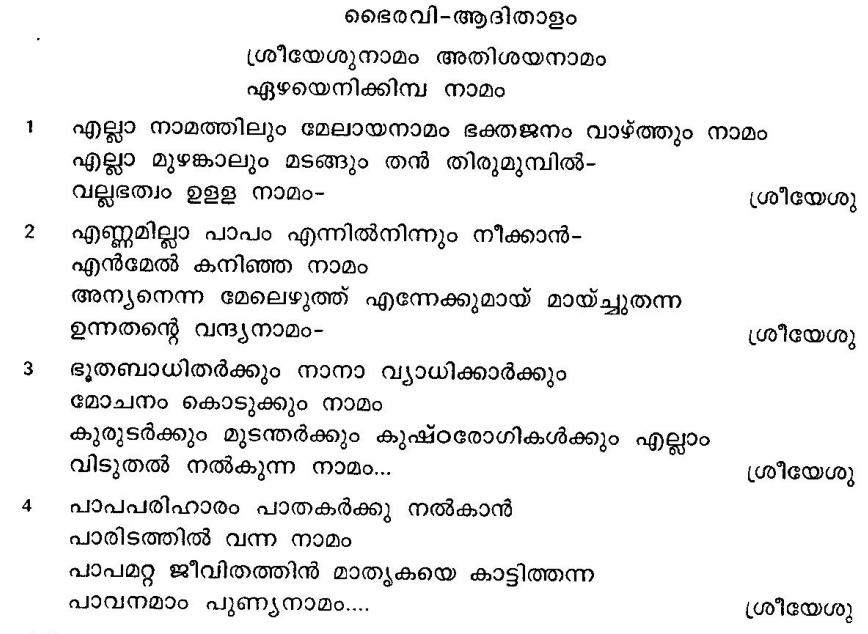 ഭൈരവി-ആദിതാളം
ശ്രീയേശുനാമം അതിശയനാമം
ഏഴയെനിക്കിമ്പ നാമം
1 എല്ലാ നാമത്തിലും മേലായനാമം ഭക്തജനം വാഴ്ത്തും നാമം
എല്ലാ മുഴങ്കാലും മടങ്ങും തൻ തിരുമുമ്പിൽ-
വല്ലഭത്വം ഉളള നാമം- ശ്രീയേശു
2 എണ്ണമില്ലാ പാപം എന്നിൽനിന്നും നീക്കാൻ-
എൻമേൽ കനിഞ്ഞ നാമം
അന്യനെന്ന മേലെഴുത്ത് എന്നേക്കുമായ് മായ്ച്ചുതന്ന
ഉന്നതന്റെ വന്ദ്യനാമം- ശ്രീയേശു
3 ഭൂതബാധിതർക്കും നാനാ വ്യാധിക്കാർക്കും
മോചനം കൊടുക്കും നാമം
കുരുടർക്കും മുടന്തർക്കും കുഷ്ഠരോഗികൾക്കും എല്ലാം
വിടുതൽ നൽകുന്ന നാമം... ശ്രീയേശു
4 പാപപരിഹാരം പാതകർക്കു നൽകാൻ
പാരിടത്തിൽ വന്ന നാമം
പാപമറ്റ ജീവിതത്തിൻ മാതൃകയെ കാട്ടിത്തന്ന
പാവനമാം പുണ്യനാമം.... ശ്രീയേശു